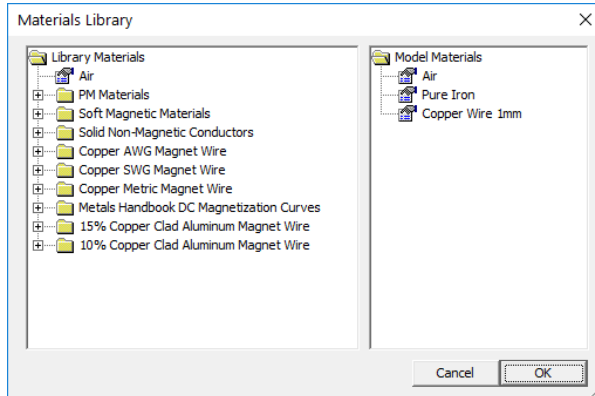 Materials Library
Library Materials
Air
PM Materials
Soft Magnetic Materials
Solid Non-Magnetic Conductors
Copper AWG Magnet Wire
Copper SWG Magnet Wire
Copper Metric Magnet Wire
Metals Handbook DC Magnetization Curves
15% Copper Clad Aluminum Magnet Wire
10% Copper Clad Aluminum Magnet Wire
Model Materials
Air
Pure Iron
Copper Wire 1mm
Cancel
OK